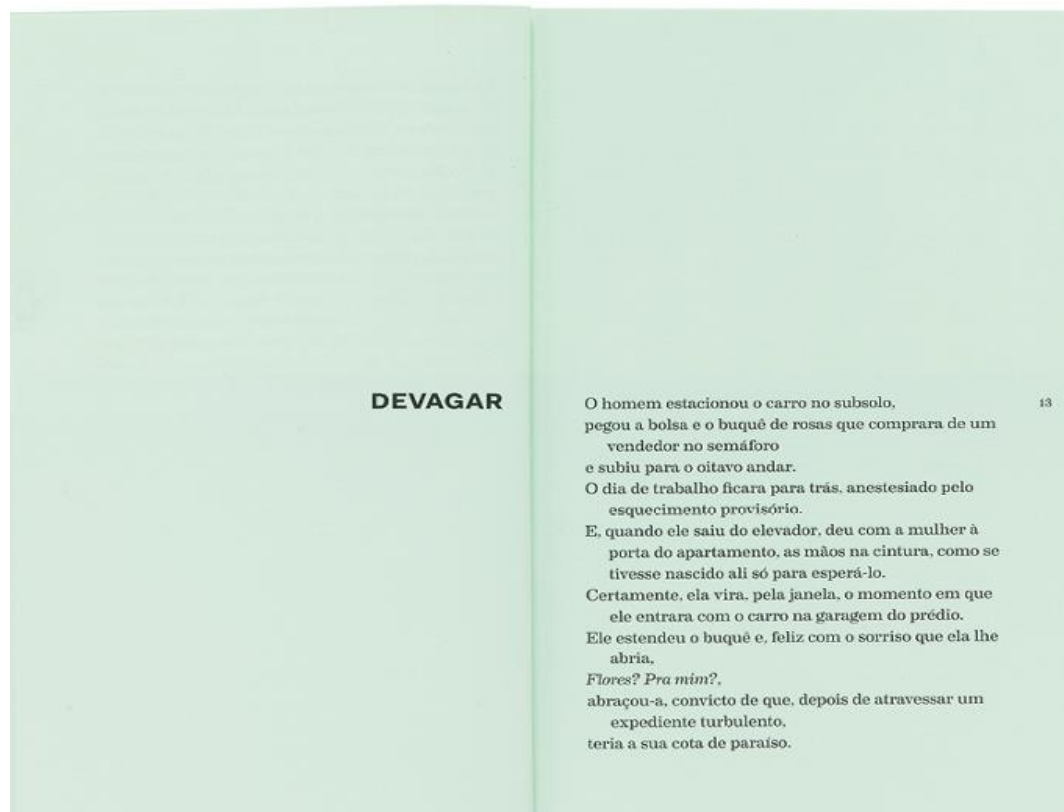 DEVAGAR
O homem estacionou o carro no subsolo,
pegou a bolsa e o buquê de rosas que comprara de um
vendedor no semáforo
e subiu para o oitavo andar.
O dia de trabalho ficara para trás, anestesiado pelo
esquecimento provisório.
E, quando ele saiu do elevador, deu com a mulher à
porta do apartamento, as mãos na cintura, como se
tivesse nascido ali só para esperá-lo.
Certamente, ela vira, pela janela, o momento em que
ele entrara com o carro na garagem do prédio.
Ele estendeu o buquê e, feliz com o sorriso que ela lhe
abria,
Flores? Pra mim?,
abraçou-a, convicto de que, depois de atravessar um
expediente turbulento,
teria a sua cota de paraíso.
13